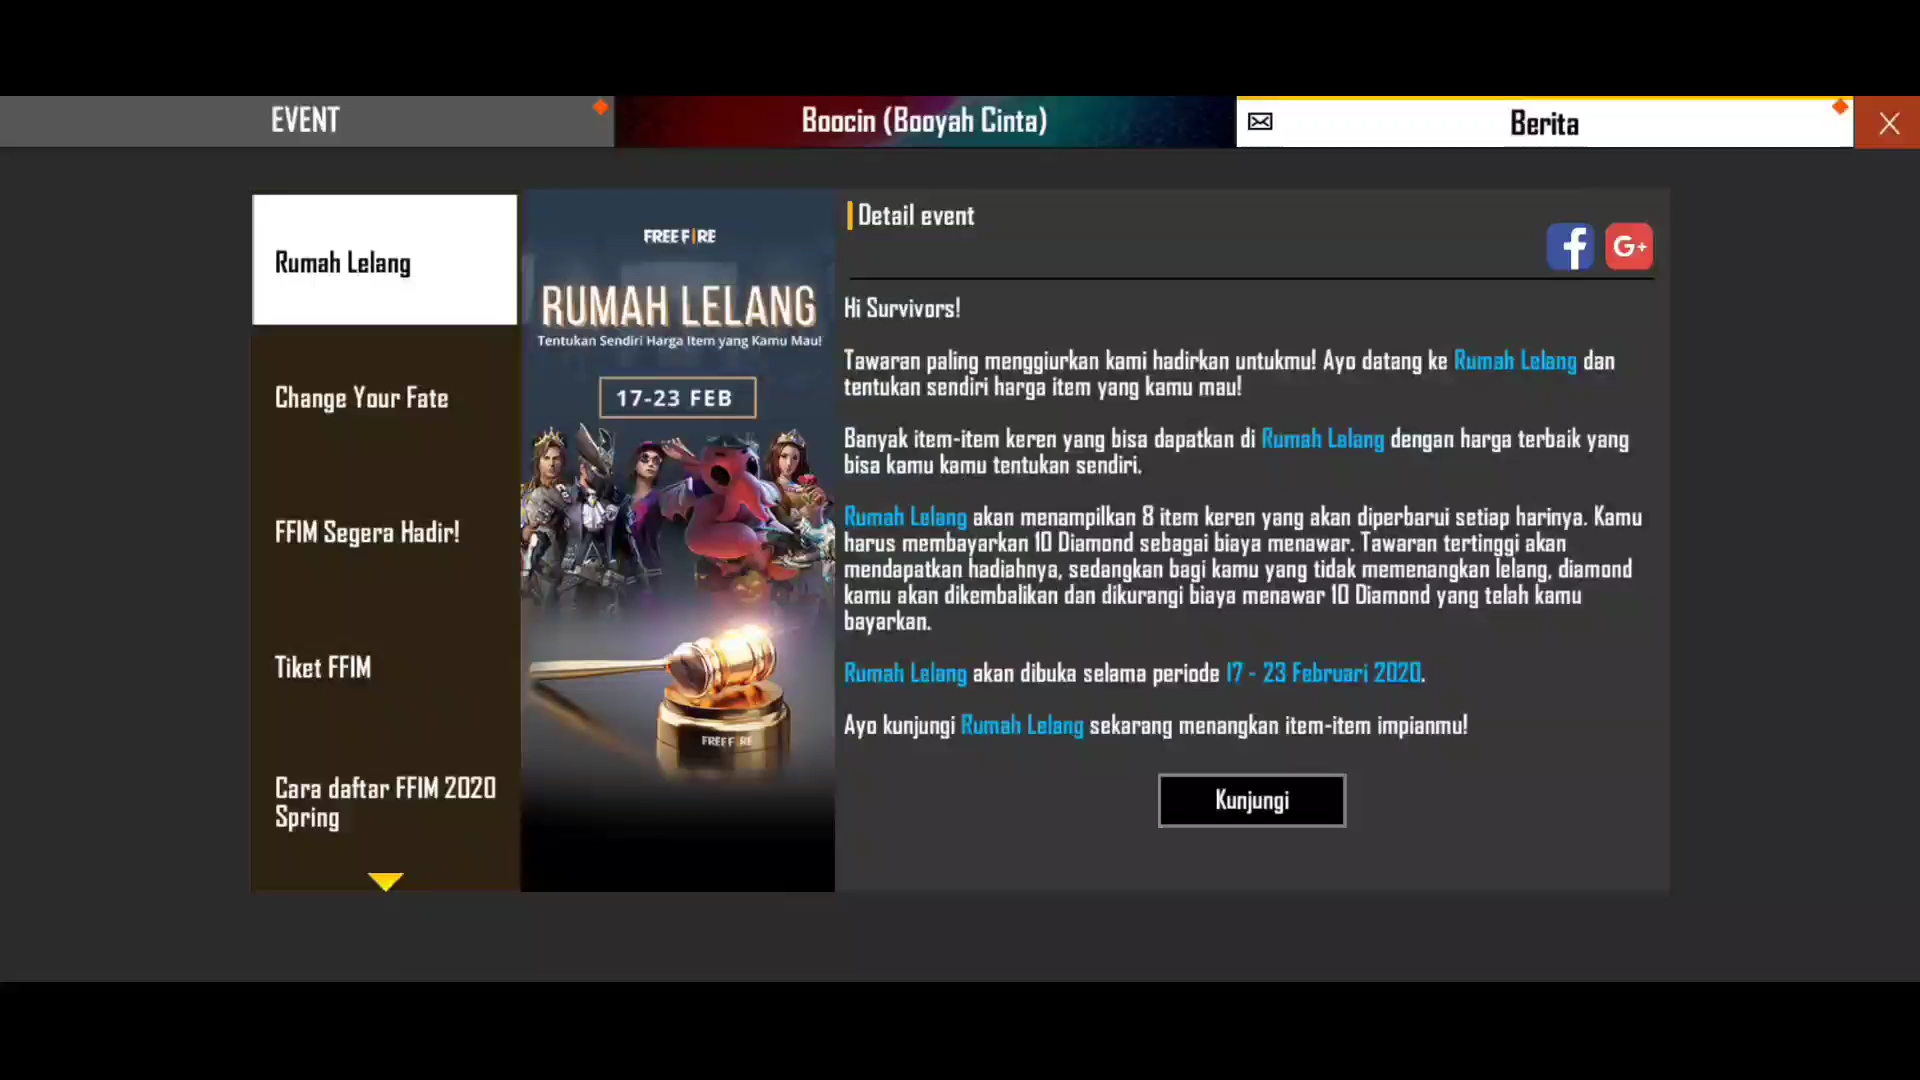 EVENT
Boocin (Booyah Cinta)
Berita
Rumah Lelang
Change Your Fate
FFIM Segera Hadir!
Tiket FFIM
Cara daftar FFIM 2020
Spring
FREE FIRE
RUMAH LELANG
Tentukan Sendiri Harga Item yang Kamu Mau!
17-23 FEB
FREE FIRE
Detail event
f
G+
Hi Survivors!
Tawaran paling menggiurkan kami hadirkan untukmu! Ayo datang ke Rumah Lelang dan
tentukan sendiri harga item yang kamu mau!
Banyak item-item keren yang bisa dapatkan di Rumah Lelang dengan harga terbaik yang
bisa kamu kamu tentukan sendiri.
Rumah Lelang akan menampilkan 8 item keren yang akan diperbarui setiap harinya. Kamu
harus membayarkan 10 Diamond sebagai biaya menawar. Tawaran tertinggi akan
mendapatkan hadiahnya, sedangkan bagi kamu yang tidak memenangkan lelang, diamond
kamu akan dikembalikan dan dikurangi biaya menawar 10 Diamond yang telah kamu
bayarkan.
Rumah Lelang akan dibuka selama periode 17 - 23 Februari 2020.
Ayo kunjungi Rumah Lelang sekarang menangkan item-item impianmu!
Kunjungi